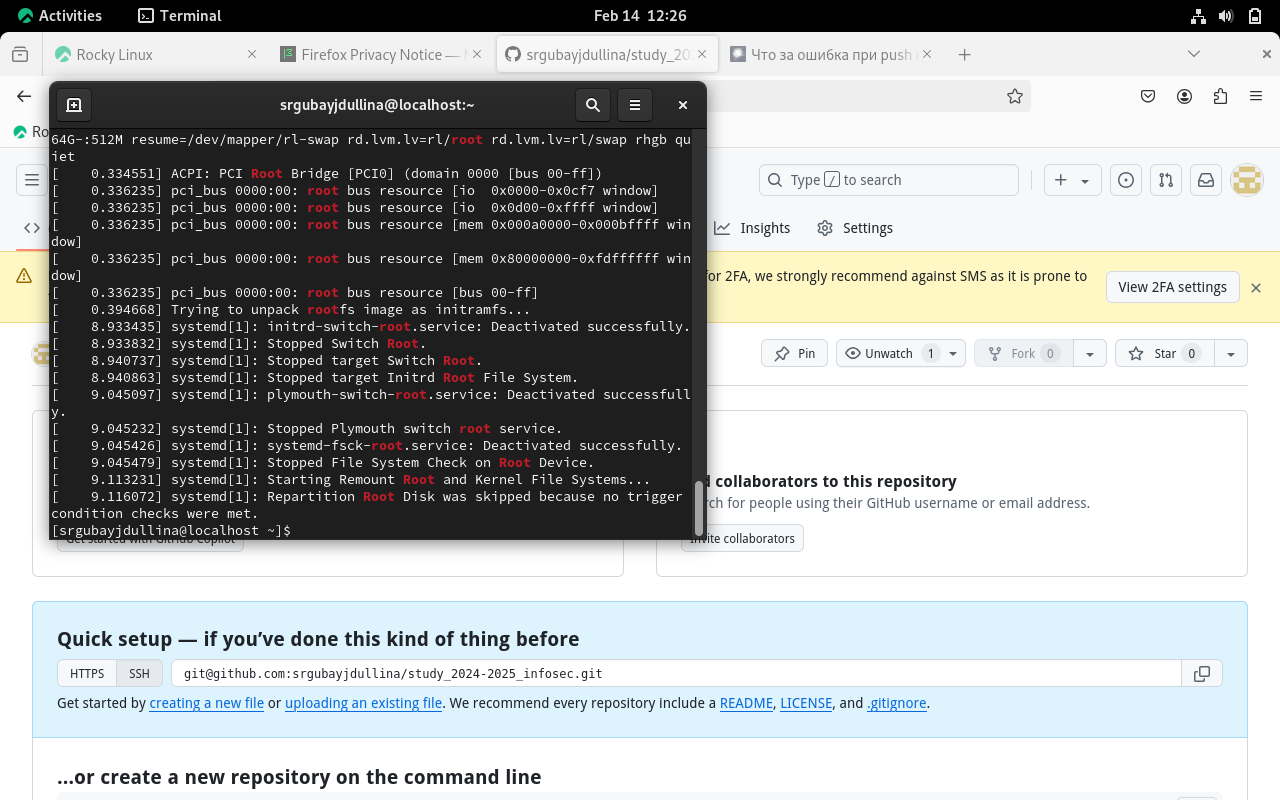 Activities
Terminal
Feb 14 12:26
Rocky Linux
Firefox Privacy Notice —
srgubayjdullina/study_20
Что за ошибка при push
srgubayjdullina@localhost:~
64G-:512M resume=/dev/mapper/rl-swap rd.lvm.lv=rl/root rd.lvm.lv=rl/swap rhgb qu
iet
[    0.334551] ACPI: PCI Root Bridge [PCI0] (domain 0000 [bus 00-ff])
[    0.336235] pci_bus 0000:00: root bus resource [io  0x0000-0x0cf7 window]
[    0.336235] pci_bus 0000:00: root bus resource [io  0x0d00-0xffff window]
[    0.336235] pci_bus 0000:00: root bus resource [mem 0x000a0000-0x000bffff win
dow]
[    0.336235] pci_bus 0000:00: root bus resource [mem 0x80000000-0xfdffffff win
dow]
[    0.336235] pci_bus 0000:00: root bus resource [bus 00-ff]
[    0.394668] Trying to unpack rootfs image as initramfs...
[    8.933435] systemd[1]: initrd-switch-root.service: Deactivated successfully.
[    8.933832] systemd[1]: Stopped Switch Root.
[    8.940737] systemd[1]: Stopped target Switch Root.
[    8.940863] systemd[1]: Stopped target Initrd Root File System.
[    9.045097] systemd[1]: plymouth-switch-root.service: Deactivated successfull
y.
[    9.045232] systemd[1]: Stopped Plymouth switch root service.
[    9.045426] systemd[1]: systemd-fsck-root.service: Deactivated successfully.
[    9.045479] systemd[1]: Stopped File System Check on Root Device.
[    9.113231] systemd[1]: Starting Remount Root and Kernel File Systems...
[    9.116072] systemd[1]: Repartition Root Disk was skipped because no trigger
condition checks were met.
[srgubayjdullina@localhost ~]$
Ro
Type / to search
Insights
Settings
for 2FA, we strongly recommend against SMS as it is prone to
View 2FA settings
Pin
Unwatch 1
Fork 0
Star 0
d collaborators to this repository
rch for people using their GitHub username or email address.
Get started with GitHub Copilot
Invite collaborators
Quick setup — if you’ve done this kind of thing before
HTTPS
SSH
git@github.com:srgubayjdullina/study_2024-2025_infosec.git
Get started by creating a new file or uploading an existing file. We recommend every repository include a README, LICENSE, and .gitignore.
…or create a new repository on the command line